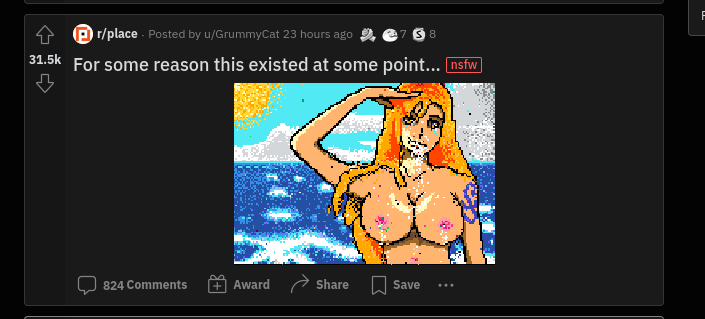 r/place · Posted by u/GrummyCat 23 hours ago 7 8
31.5k
For some reason this existed at some point... nsfw
824 Comments Award Share Save ...